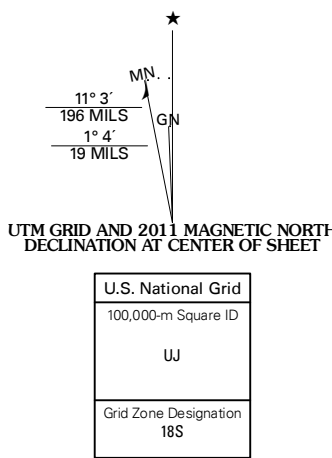 ★
MN
11° 3´
196 MILS
GN
1° 4´
19 MILS
UTM GRID AND 2011 MAGNETIC NORTH
DECLINATION AT CENTER OF SHEET
U.S. National Grid
100,000-m Square ID
UJ
Grid Zone Designation
18S